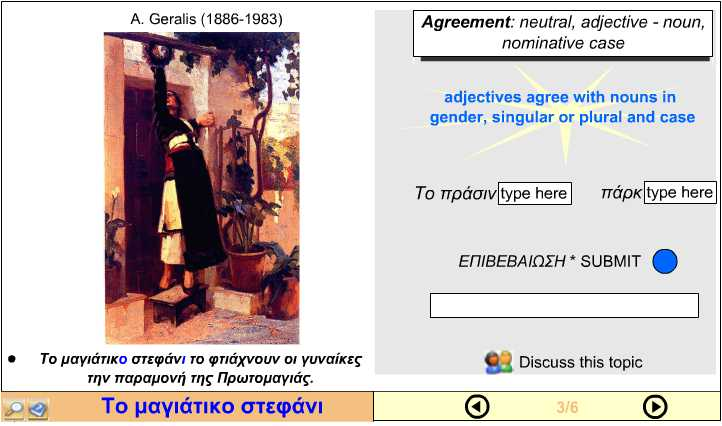 A. Geralis (1886-1983)
Το μαγιάτικο στεφάνι το φτιάχνουν οι γυναίκες
την παραμονή της Πρωτομαγιάς.
Το μαγιάτικο στεφάνι
Agreement: neutral, adjective - noun,
nominative case
adjectives agree with nouns in
gender, singular or plural and case
Το πράσιν type here πάρκ type here
ΕΠΙΒΕΒΑΙΩΣΗ * SUBMIT
Discuss this topic
3/6